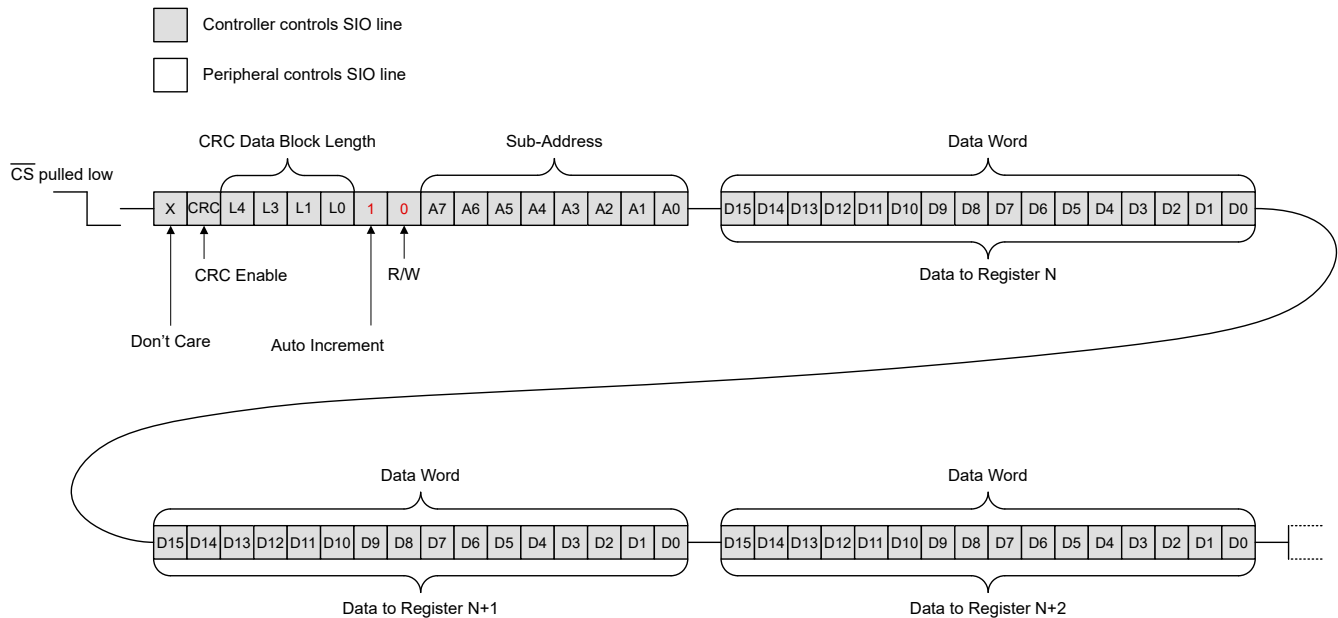 Controller controls SIO line
Peripheral controls SIO line
CRC Data Block Length
Sub-Address
Data Word
CS pulled low
X CRC L4 L3 L1 L0 1 0 A7 A6 A5 A4 A3 A2 A1 A0 D15 D14 D13 D12 D11 D10 D9 D8 D7 D6 D5 D4 D3 D2 D1 D0
CRC Enable
R/W
Data to Register N
Don't Care
Auto Increment
Data Word
Data Word
D15 D14 D13 D12 D11 D10 D9 D8 D7 D6 D5 D4 D3 D2 D1 D0 D15 D14 D13 D12 D11 D10 D9 D8 D7 D6 D5 D4 D3 D2 D1 D0
Data to Register N+1
Data to Register N+2